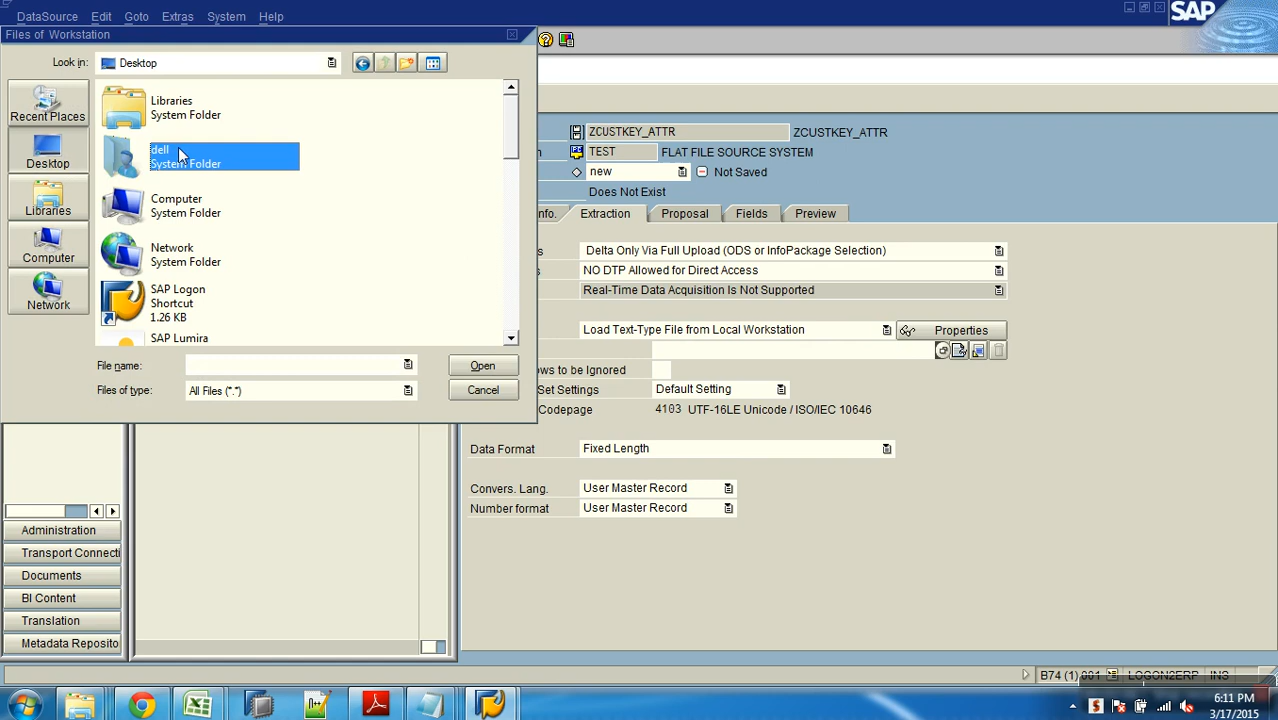 DataSource Edit Goto Extras System Help
SAP
Files of Workstation
Look in: Desktop
Recent Places
Desktop
Libraries
Computer
Network
Libraries
System Folder
dell
System Folder
Computer
System Folder
Network
System Folder
SAP Logon
Shortcut
1.26 KB
SAP Lumira
File name: Open
Files of type: All Files (*.*) Cancel
ZCUSTKEY_ATTR ZCUSTKEY_ATTR
TEST FLAT FILE SOURCE SYSTEM
new Not Saved
Does Not Exist
nfo. Extraction Proposal Fields Preview
Delta Only Via Full Upload (ODS or InfoPackage Selection)
NO DTP Allowed for Direct Access
Real-Time Data Acquisition Is Not Supported
Load Text-Type File from Local Workstation Properties
ows to be Ignored
Set Settings Default Setting
Codepage 4103 UTF-16LE Unicode / ISO/IEC 10646
Data Format Fixed Length
Convers. Lang. User Master Record
Number format User Master Record
Administration
Transport Connecti
Documents
BI Content
Translation
Metadata Reposito
B74 (1) 001 LOGON2ERP INS
6:11 PM
3/17/2015